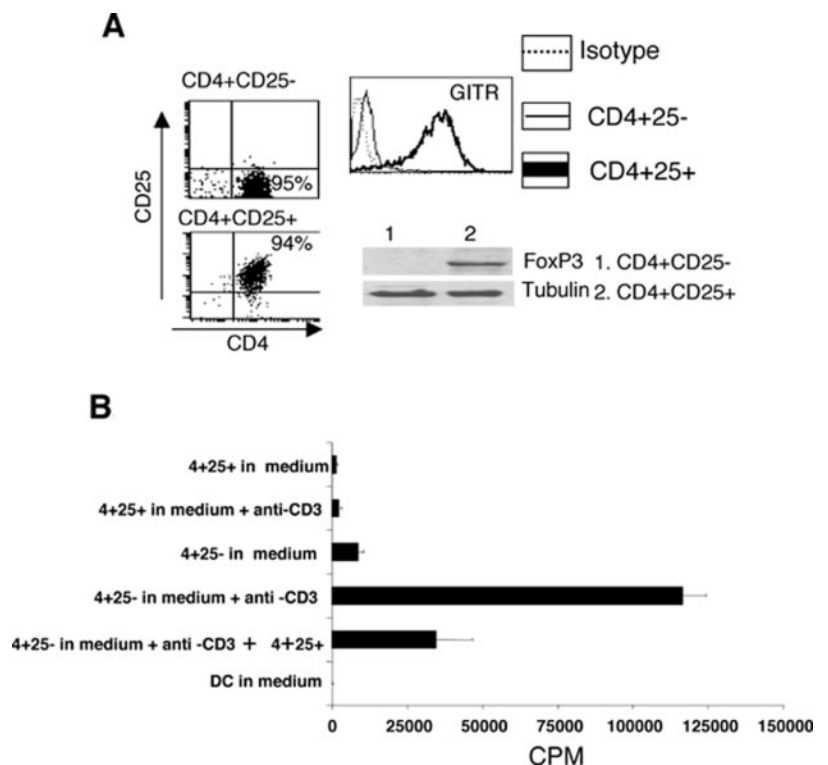 A
CD4+CD25-
95%
CD4+CD25+
94%
CD25
CD4
GITR
Isotype
CD4+25-
CD4+25+
1 2
FoxP3 1. CD4+CD25-
Tubulin 2. CD4+CD25+
B
4+25+ in medium
4+25+ in medium + anti-CD3
4+25- in medium
4+25- in medium + anti -CD3
4+25- in medium + anti -CD3 + 4+25+
DC in medium
0 25000 50000 75000 100000 125000 150000
CPM